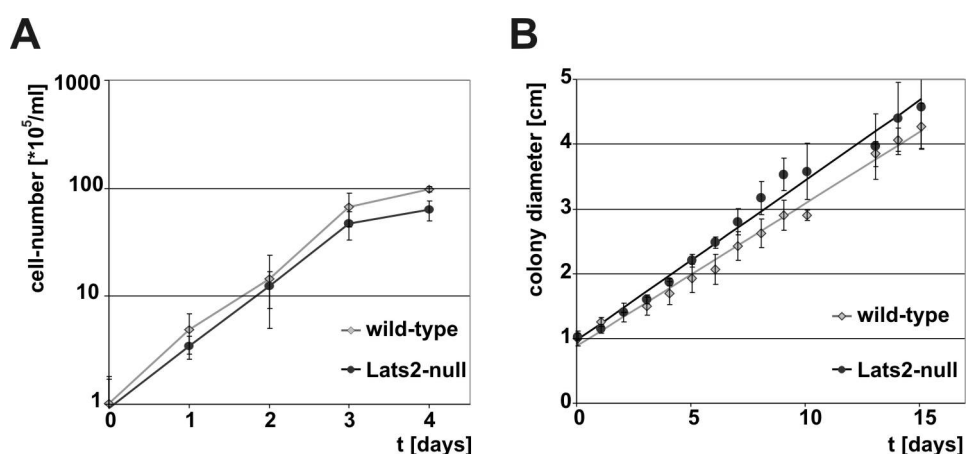 A
cell-number [*10⁵/ml]
1000
100
10
1
0 1 2 3 4
t [days]
wild-type
Lats2-null
B
colony diameter [cm]
5
4
3
2
1
0
0 5 10 15
t [days]
wild-type
Lats2-null